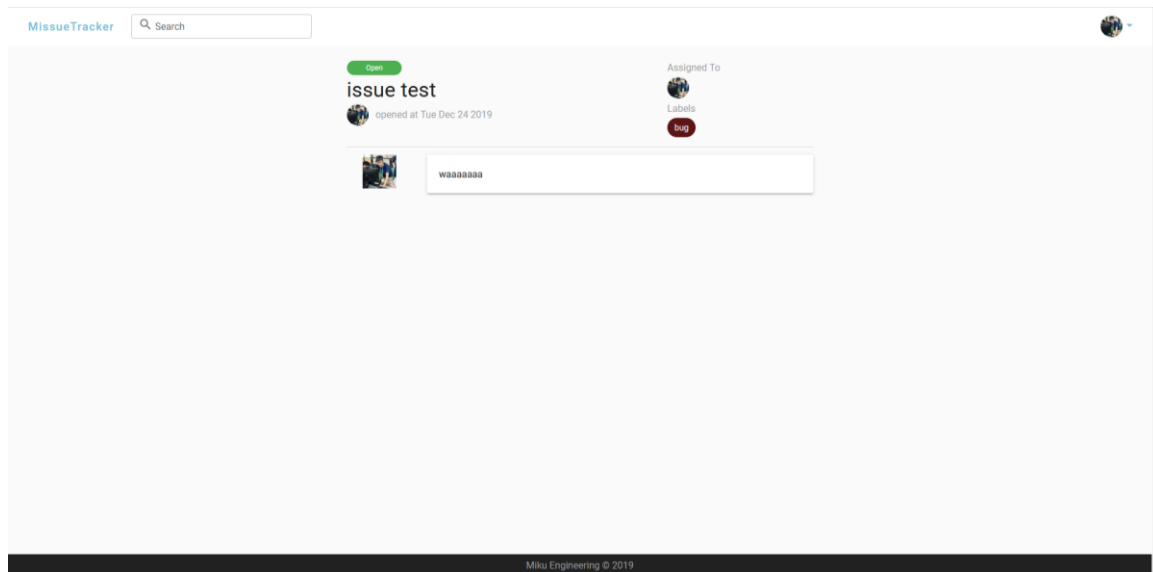 MissueTracker
Search
Open
issue test
opened at Tue Dec 24 2019
Assigned To
Labels
bug
waaaaaaa
Miku Engineering © 2019